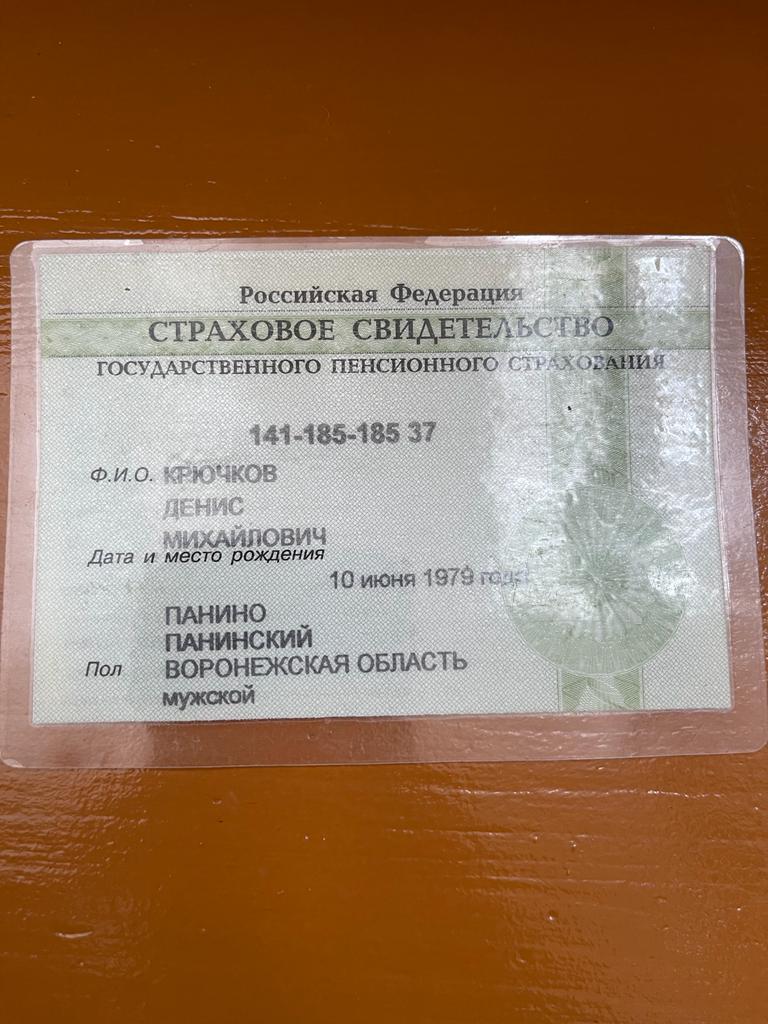 Российская Федерация
СТРАХОВОЕ СВИДЕТЕЛЬСТВО
ГОСУДАРСТВЕННОГО ПЕНСИОННОГО СТРАХОВАНИЯ
141-185-185 37
Ф.И.О. КРЮЧКОВ
ДЕНИС
МИХАЙЛОВИЧ
Дата и место рождения
10 июня 1979 года
ПАНИНО
ПАНИНСКИЙ
Пол ВОРОНЕЖСКАЯ ОБЛАСТЬ
мужской